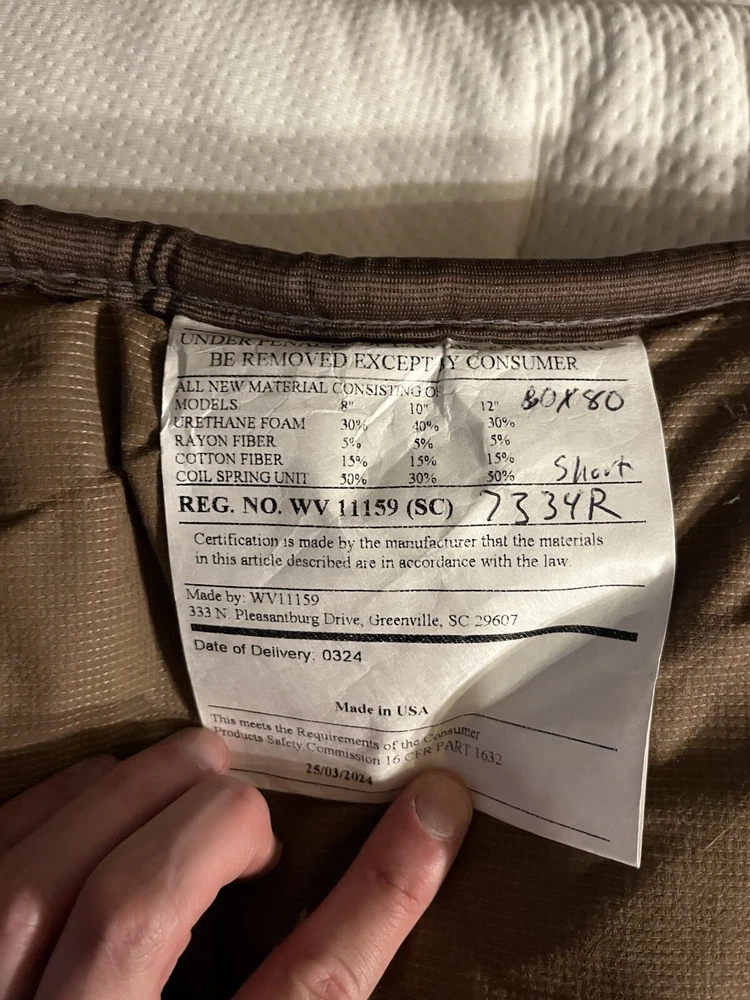 UNDER
BE REMOVED EXCEPT BY CONSUMER
ALL NEW MATERIAL CONSISTING OF
MODELS 8" 10" 12" 60X80
URETHANE FOAM 30% 40% 30%
RAYON FIBER 5% 5% 5%
COTTON FIBER 15% 15% 15%
COIL SPRING UNIT 50% 30% 50% Short
REG. NO. WV 11159 (SC) 7334R
Certification is made by the manufacturer that the materials
in this article described are in accordance with the law.
Made by: WV11159
333 N. Pleasantburg Drive, Greenville, SC 29607
Date of Delivery: 0324
Made in USA
This meets the Requirements of the Consumer
Products Safety Commission 16 CFR PART 1632
25/03/2024